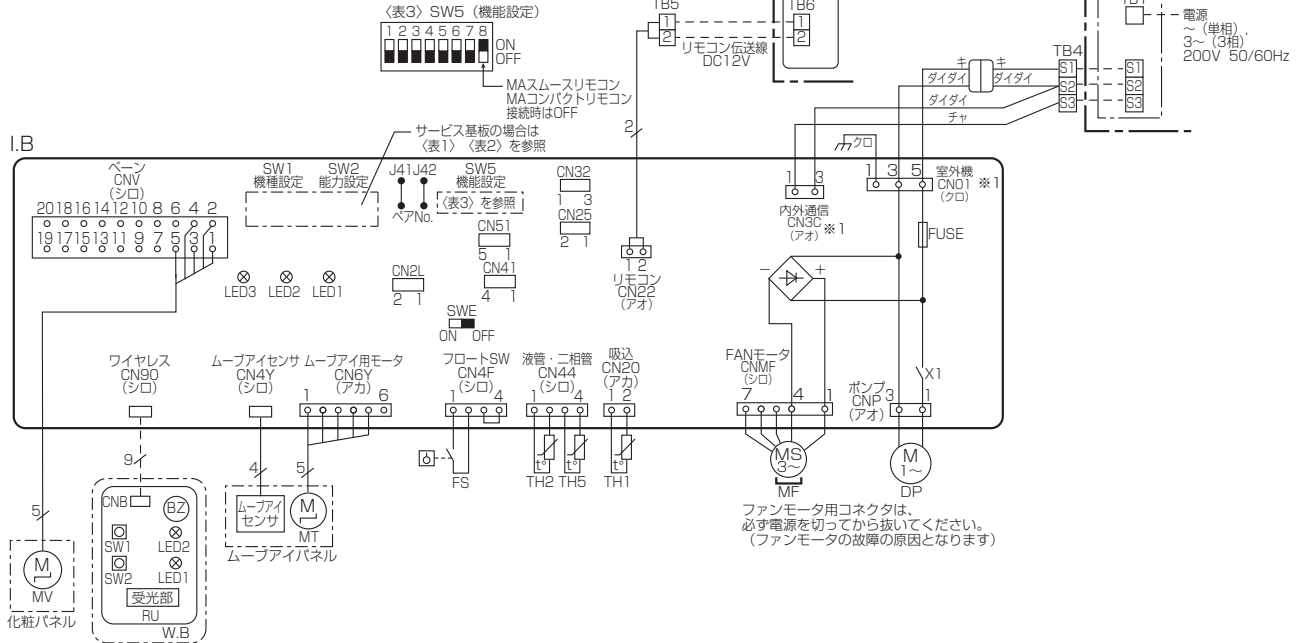 〈表3〉SW5（機能設定）
1 2 3 4 5 6 7 8
ON
OFF
MAスムースリモコン
MAコンパクトリモコン
接続時はOFF
サービス基板の場合は
〈表1〉〈表2〉を参照
TB5
1
2
TB6
1
2
リモコン伝送線
DC12V
2
電源
～（単相）,
3～（3相）
200V 50/60Hz
TB4
S1
S2
S3
S1
S2
S3
キ
キ
ダイダイ
ダイダイ
ダイダイ
チャ
クロ
I.B
ベーン
CNV
（シロ）
20 18 16 14 12 10 8 6 4 2
19 17 15 13 11 9 7 5 3 1
SW1
機種設定
SW2
能力設定
J41 J42
ペアNo.
SW5
機能設定
〈表3〉を参照
CN32
1 3
CN25
2 1
CN51
5 1
CN41
4 1
CN2L
2 1
LED3 LED2 LED1
SWE
ON OFF
1 2
リモコン
CN22
（アオ）
1 3
内外通信
CN3C
（アオ）※1
1 3 5
室外機
CN01 ※1
（クロ）
FUSE
－ ＋
X1
ワイヤレス
CN90
（シロ）
ムーブアイセンサ
CN4Y
（シロ）
ムーブアイ用モータ
CN6Y
（アカ）
1 6
フロートSW
CN4F
（シロ）
1 4
液管・二相管
CN44
（シロ）
1 4
吸込
CN20
（アカ）
1 2
FANモータ
CNMF
（シロ）
7 4 1
ポンプ
CNP
（アオ）
3 1
5
9
4
5
FS
t°
t°
t°
TH2 TH5 TH1
MS
3～
MF
M
1～
DP
ファンモータ用コネクタは、
必ず電源を切ってから抜いてください。
（ファンモータの故障の原因となります）
CNB
BZ
SW1
LED2
SW2
LED1
受光部
RU
W.B
ムーブアイ
センサ
M
MT
ムーブアイパネル
M
MV
化粧パネル